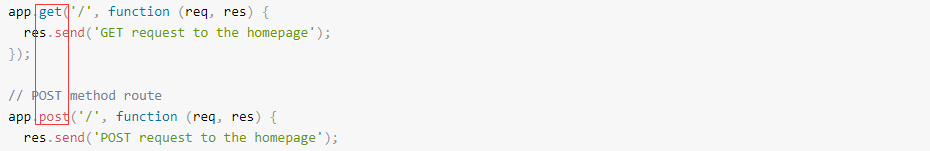 app.get('/', function (req, res) {
  res.send('GET request to the homepage');
});

// POST method route
app.post('/', function (req, res) {
  res.send('POST request to the homepage');